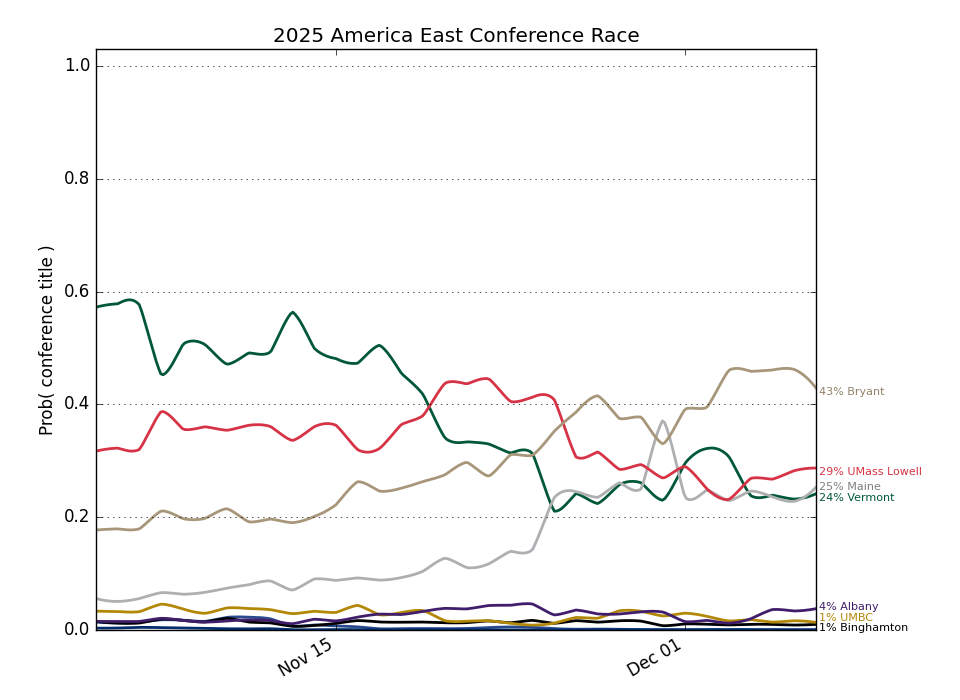 2025 America East Conference Race
Prob( conference title )
1.0
0.8
0.6
0.4
0.2
0.0
Nov 15
Dec 01
43% Bryant
29% UMass Lowell
25% Maine
24% Vermont
4% Albany
1% UMBC
1% Binghamton